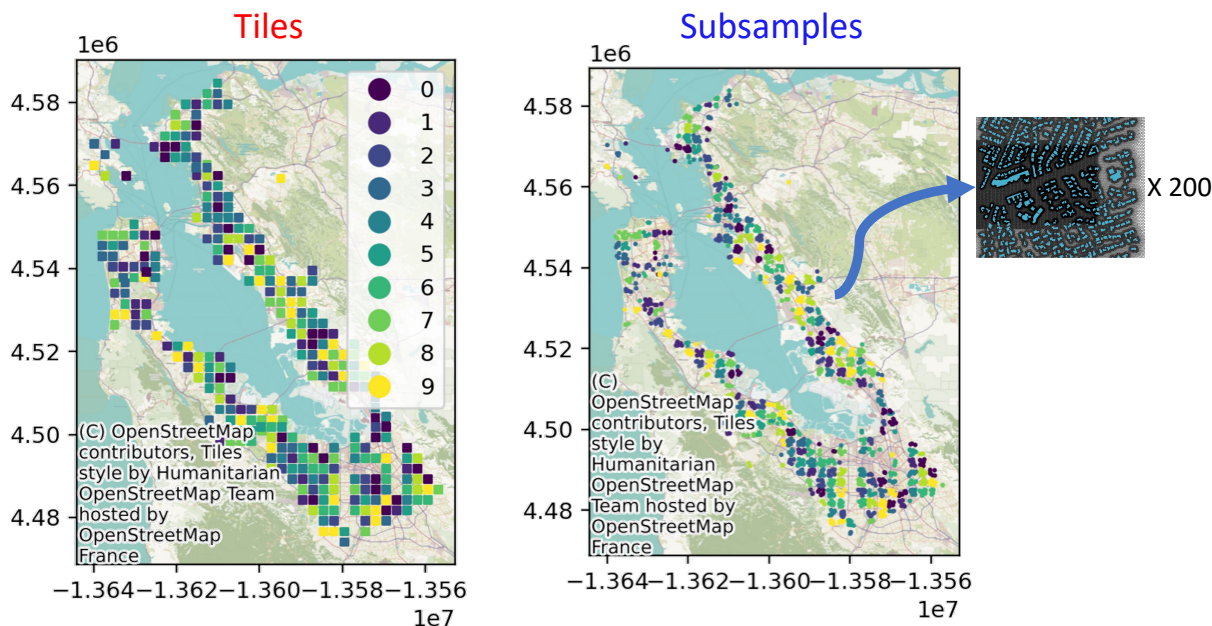 Tiles
1e6
4.58
4.56
4.54
4.52
4.50
4.48
0
1
2
3
4
5
6
7
8
9
(C) OpenStreetMap
contributors, Tiles
style by Humanitarian
OpenStreetMap Team
hosted by
OpenStreetMap
France
−1.364 −1.362 −1.360 −1.358 −1.356
1e7
Subsamples
1e6
4.58
4.56
4.54
4.52
4.50
4.48
(C)
OpenStreetMap
contributors, Tiles
style by
Humanitarian
OpenStreetMap
Team hosted by
OpenStreetMap
France
−1.364 −1.362 −1.360 −1.358 −1.356
1e7
X 200